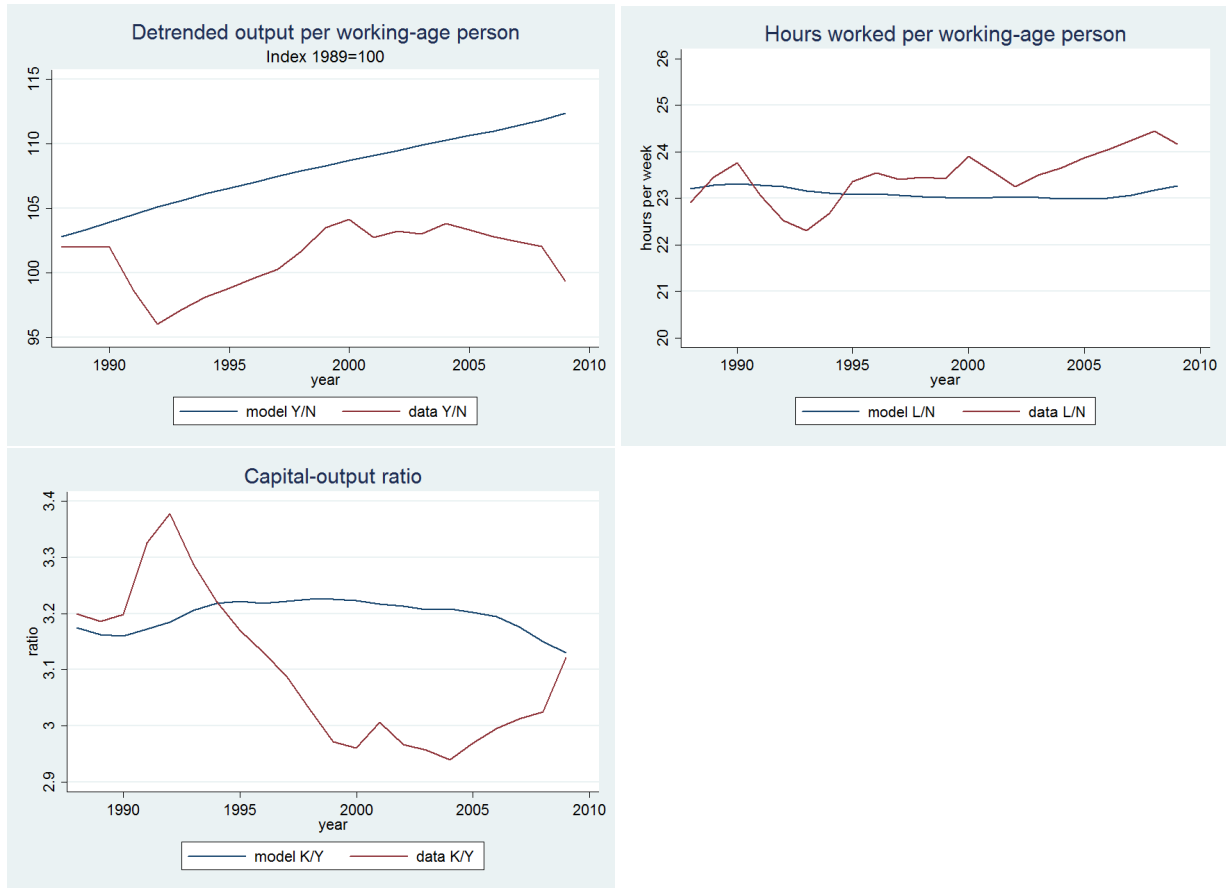 Detrended output per working-age person
Index 1989=100
115
110
105
100
95
1990 1995 2000 2005 2010
year
model Y/N data Y/N
Hours worked per working-age person
hours per week
26
25
24
23
22
21
20
1990 1995 2000 2005 2010
year
model L/N data L/N
Capital-output ratio
ratio
3.4
3.3
3.2
3.1
3
2.9
1990 1995 2000 2005 2010
year
model K/Y data K/Y